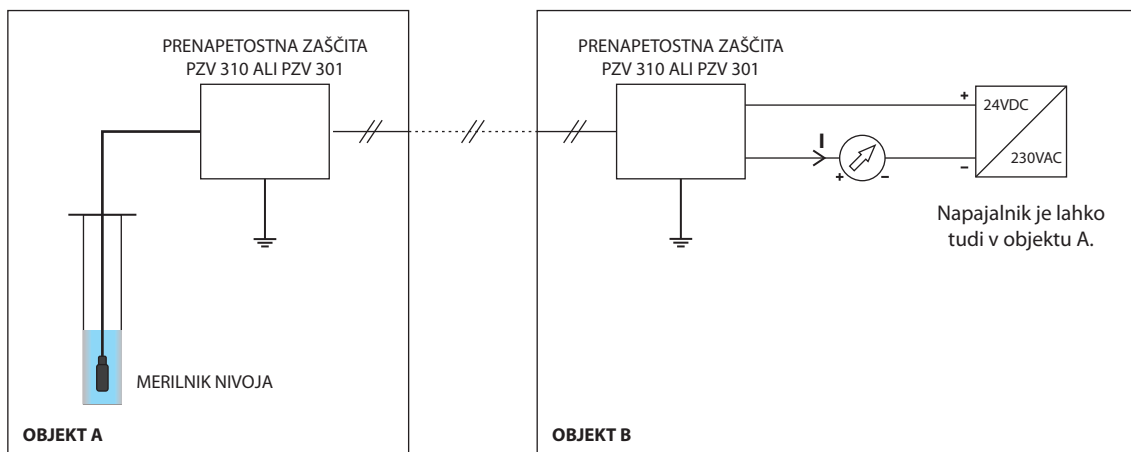 PRENAPETOSTNA ZAŠČITA
PZV 310 ALI PZV 301
MERILNIK NIVOJA
OBJEKT A
PRENAPETOSTNA ZAŠČITA
PZV 310 ALI PZV 301
I
+
-
+
24VDC
-
230VAC
Napajalnik je lahko
tudi v objektu A.
OBJEKT B